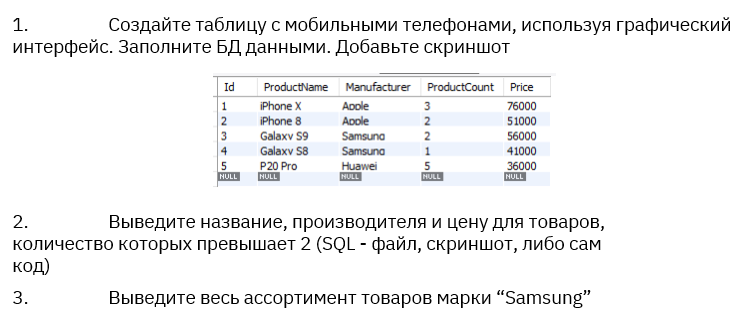 1. Создайте таблицу с мобильными телефонами, используя графический
интерфейс. Заполните БД данными. Добавьте скриншот
Id ProductName Manufacturer ProductCount Price
1 iPhone X Apple 3 76000
2 iPhone 8 Apple 2 51000
3 Galaxy S9 Samsung 2 56000
4 Galaxy S8 Samsung 1 41000
5 P20 Pro Huawei 5 36000
NULL NULL NULL NULL NULL
2. Выведите название, производителя и цену для товаров,
количество которых превышает 2 (SQL - файл, скриншот, либо сам
код)
3. Выведите весь ассортимент товаров марки “Samsung”